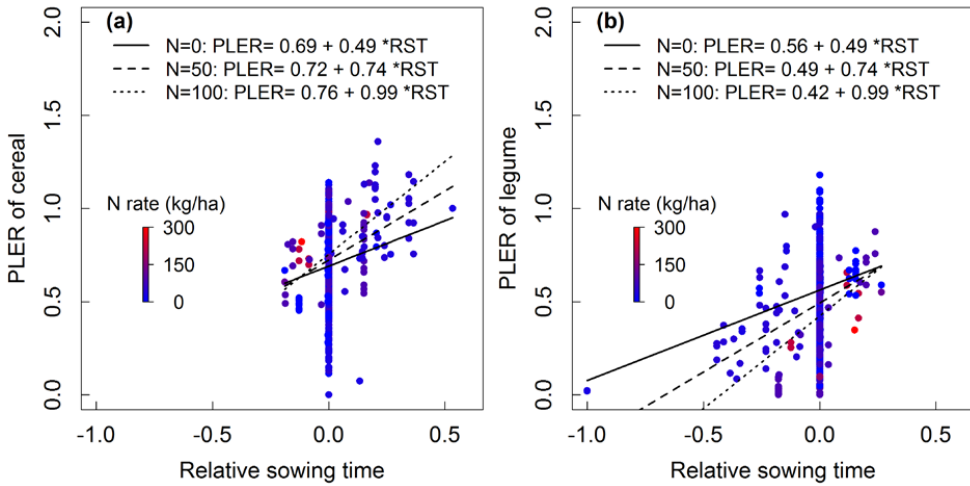 (a)
N=0: PLER= 0.69 + 0.49 *RST
N=50: PLER= 0.72 + 0.74 *RST
N=100: PLER= 0.76 + 0.99 *RST
N rate (kg/ha)
300
150
0
PLER of cereal
2.0
1.5
1.0
0.5
0.0
-1.0 -0.5 0.0 0.5
Relative sowing time
(b)
N=0: PLER= 0.56 + 0.49 *RST
N=50: PLER= 0.49 + 0.74 *RST
N=100: PLER= 0.42 + 0.99 *RST
N rate (kg/ha)
300
150
0
PLER of legume
2.0
1.5
1.0
0.5
0.0
-1.0 -0.5 0.0 0.5
Relative sowing time